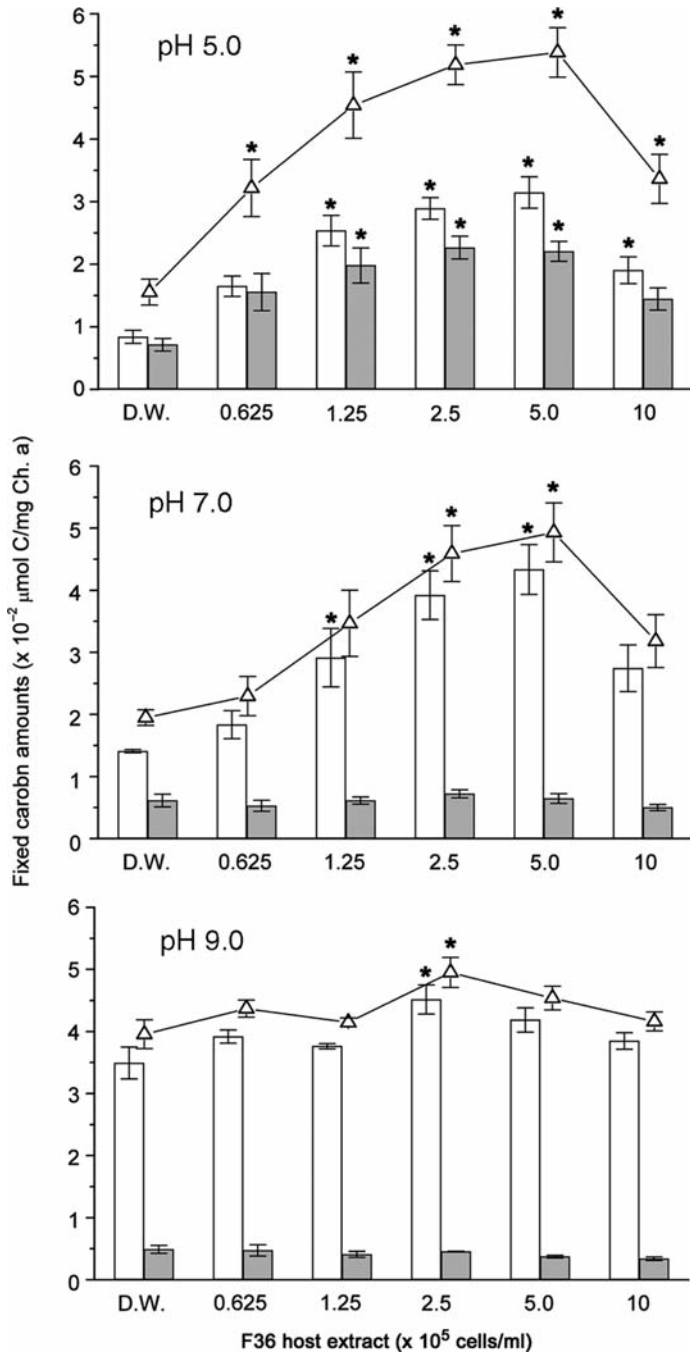 Fixed carobn amounts (x 10⁻² µmol C/mg Ch. a)
pH 5.0
6
5
4
3
2
1
0
* * * * *
* * * *
* * *
D.W. 0.625 1.25 2.5 5.0 10
pH 7.0
6
5
4
3
2
1
0
* *
* * *
D.W. 0.625 1.25 2.5 5.0 10
pH 9.0
6
5
4
3
2
1
0
* *
D.W. 0.625 1.25 2.5 5.0 10
F36 host extract (x 10⁵ cells/ml)